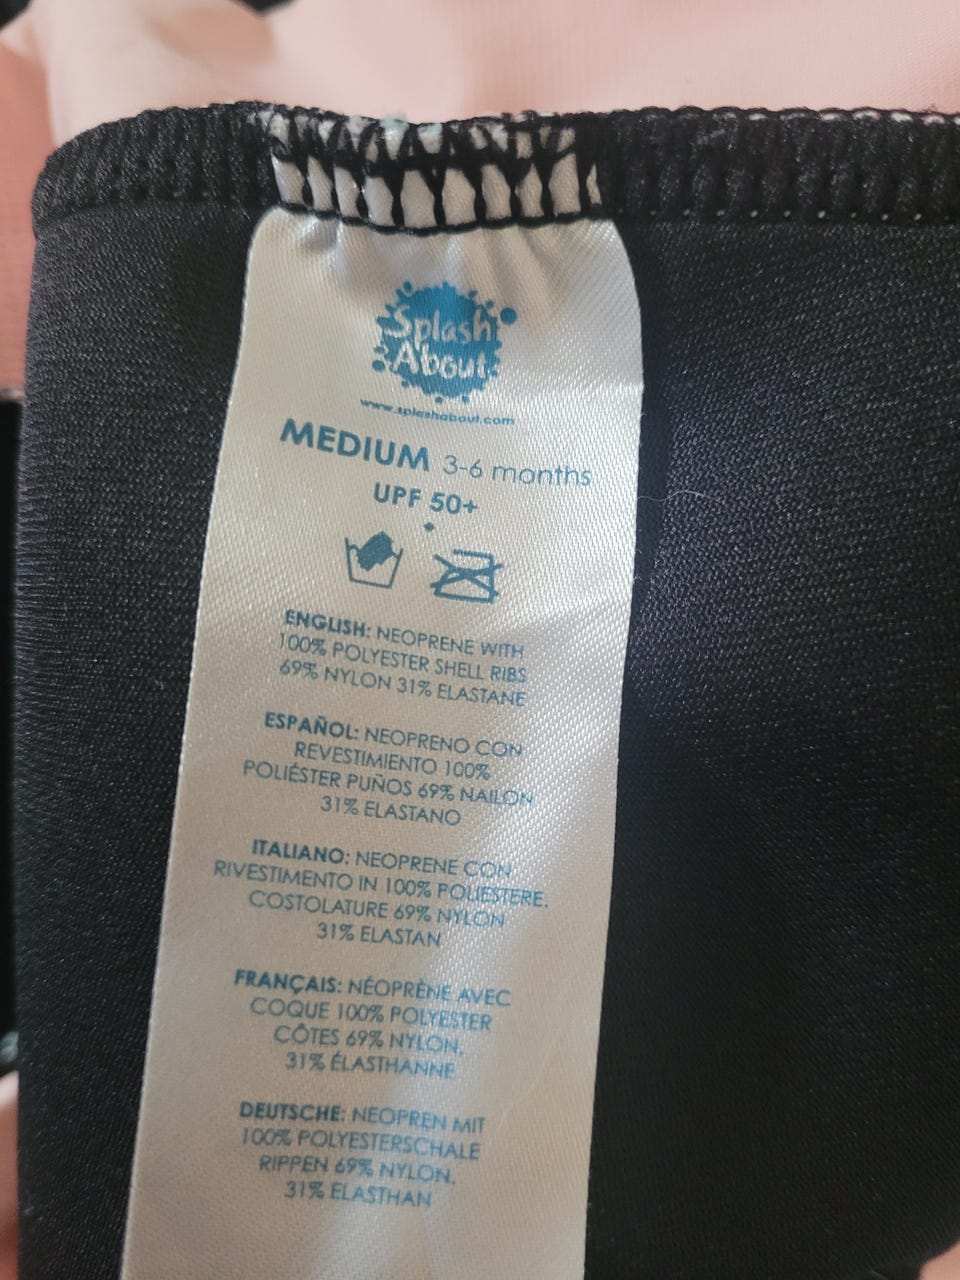 Splash
About
www.splashabout.com
MEDIUM 3-6 months
UPF 50+
ENGLISH: NEOPRENE WITH
100% POLYESTER SHELL RIBS
69% NYLON 31% ELASTANE
ESPAÑOL: NEOPRENO CON
REVESTIMIENTO 100%
POLIÉSTER PUÑOS 69% NAILON
31% ELASTANO
ITALIANO: NEOPRENE CON
RIVESTIMENTO IN 100% POLIESTERE.
COSTOLATURE 69% NYLON
31% ELASTAN
FRANÇAIS: NÉOPRÈNE AVEC
COQUE 100% POLYESTER
CÔTES 69% NYLON.
31% ÉLASTHANNE
DEUTSCHE: NEOPREN MIT
100% POLYESTERSCHALE
RIPPEN 69% NYLON.
31% ELASTHAN